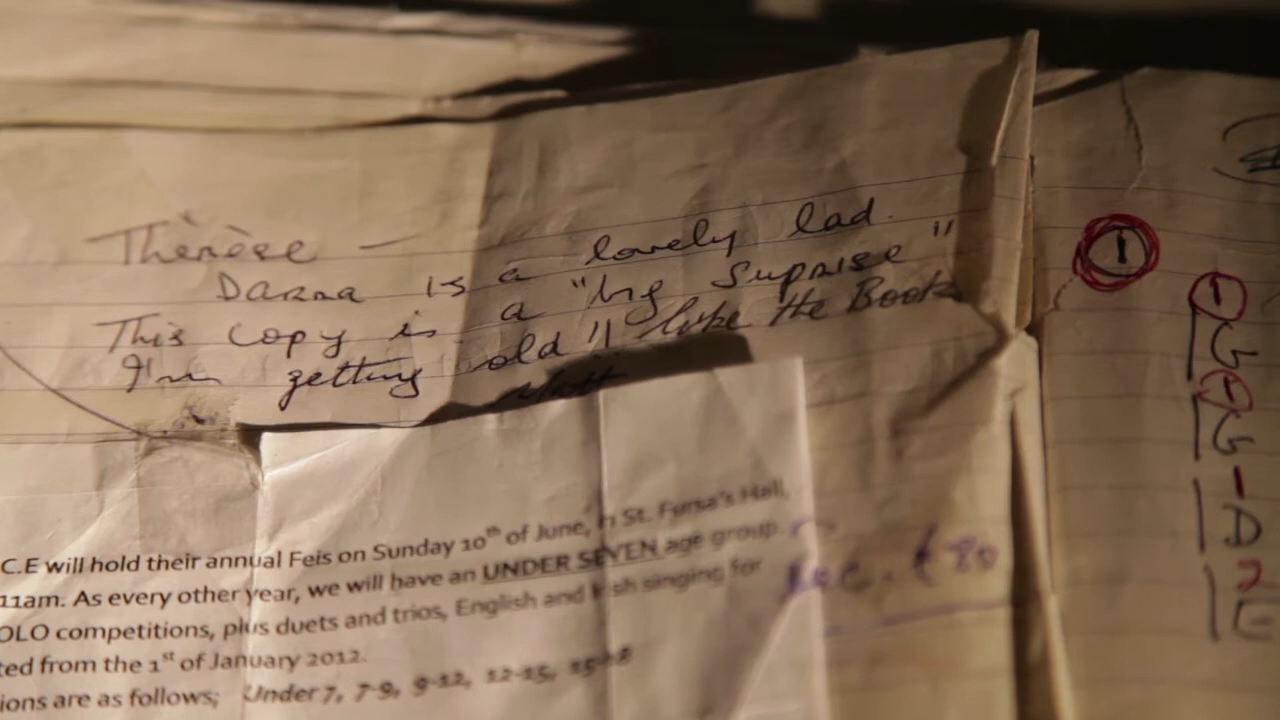 Thèrèse —
Darra is a lovely lad.
This copy is a "big Suprise"
I'm getting old" like the Book
C.E will hold their annual Feis on Sunday 10th of June, in St. Fursa's Hall,
11am. As every other year, we will have an UNDER SEVEN age group
OLO competitions, plus duets and trios, English and Irish singing for
ted from the 1st of January 2012.
ions are as follows; Under 7, 7-9, 9-12, 12-15, 15-18
rec. €80
1
G
G
D
2
E